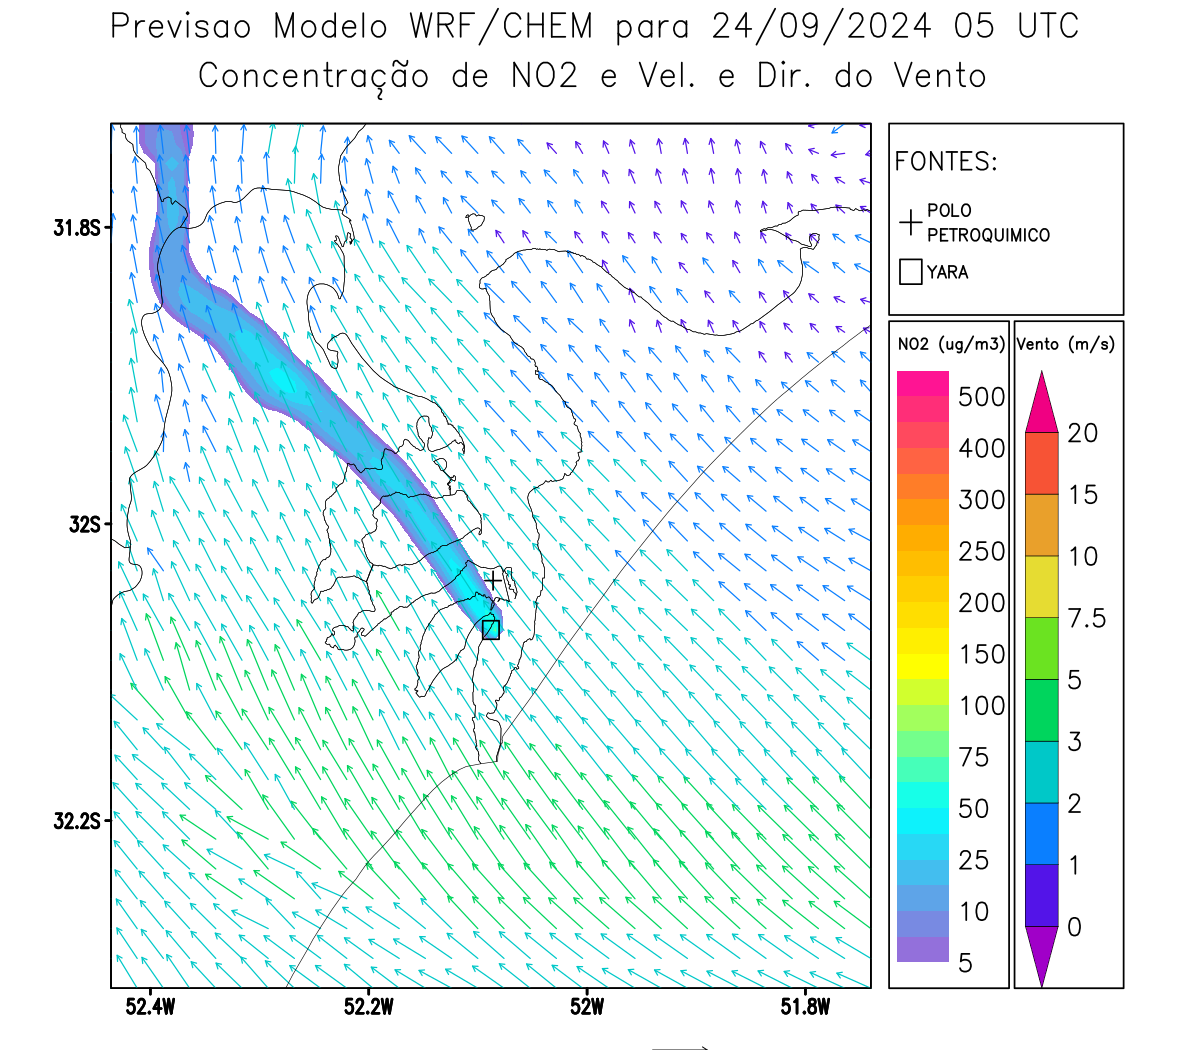 Previsao Modelo WRF/CHEM para 24/09/2024 05 UTC
Concentração de NO2 e Vel. e Dir. do Vento
FONTES:
POLO
PETROQUIMICO
YARA
31.8S
32S
32.2S
52.4W
52.2W
52W
51.8W
NO2 (ug/m3)
500
400
300
250
200
150
100
75
50
25
10
5
Vento (m/s)
20
15
10
7.5
5
3
2
1
0